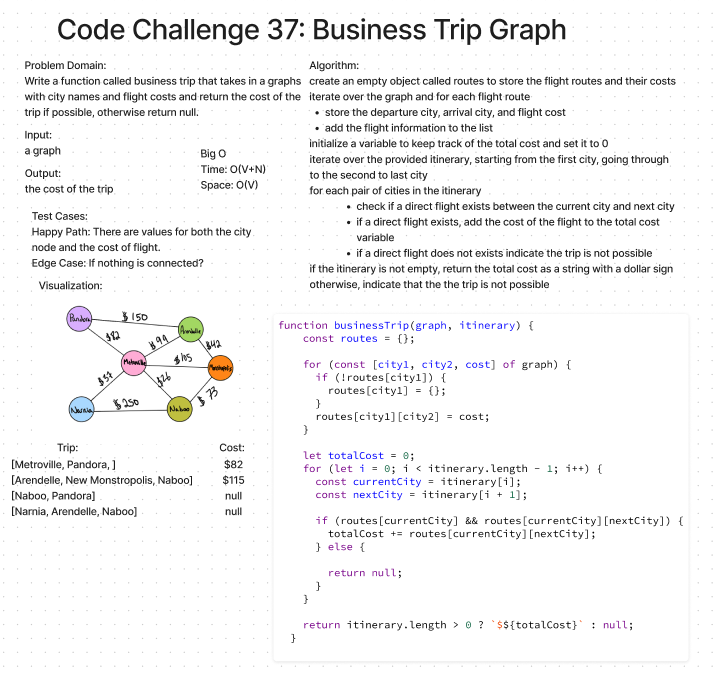 Code Challenge 37: Business Trip Graph
Problem Domain:
Write a function called business trip that takes in a graphs
with city names and flight costs and return the cost of the
trip if possible, otherwise return null.
Input:
a graph
Output:
the cost of the trip
Big O
Time: O(V+N)
Space: O(V)
Test Cases:
Happy Path: There are values for both the city
node and the cost of flight.
Edge Case: If nothing is connected?
Visualization:
Pandora
$150
Arendelle
$82
$99
$42
Metroville
$105
Monstropolis
$37
$26
$73
Narnia
$250
Naboo
Trip:
Cost:
[Metroville, Pandora, ]
$82
[Arendelle, New Monstropolis, Naboo]
$115
[Naboo, Pandora]
null
[Narnia, Arendelle, Naboo]
null
Algorithm:
create an empty object called routes to store the flight routes and their costs
iterate over the graph and for each flight route
• store the departure city, arrival city, and flight cost
• add the flight information to the list
initialize a variable to keep track of the total cost and set it to 0
iterate over the provided itinerary, starting from the first city, going through
to the second to last city
for each pair of cities in the itinerary
• check if a direct flight exists between the current city and next city
• if a direct flight exists, add the cost of the flight to the total cost
variable
• if a direct flight does not exists indicate the trip is not possible
if the itinerary is not empty, return the total cost as a string with a dollar sign
otherwise, indicate that the the trip is not possible
function businessTrip(graph, itinerary) {
const routes = {};
for (const [city1, city2, cost] of graph) {
if (!routes[city1]) {
routes[city1] = {};
}
routes[city1][city2] = cost;
}
let totalCost = 0;
for (let i = 0; i < itinerary.length - 1; i++) {
const currentCity = itinerary[i];
const nextCity = itinerary[i + 1];
if (routes[currentCity] && routes[currentCity][nextCity]) {
totalCost += routes[currentCity][nextCity];
} else {
return null;
}
}
return itinerary.length > 0 ? `$${totalCost}` : null;
}